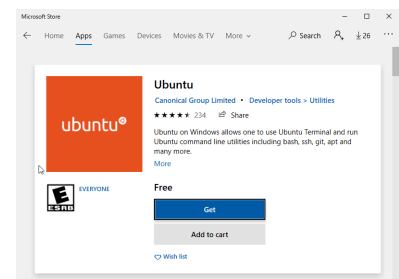 Microsoft Store
Home Apps Games Devices Movies & TV More Search 26
Ubuntu
Canonical Group Limited • Developer tools > Utilities
234 Share
ubuntu
Ubuntu on Windows allows one to use Ubuntu Terminal and run
Ubuntu command line utilities including bash, ssh, git, apt and
many more.
More
E
ESRB
EVERYONE
Free
Get
Add to cart
Wish list